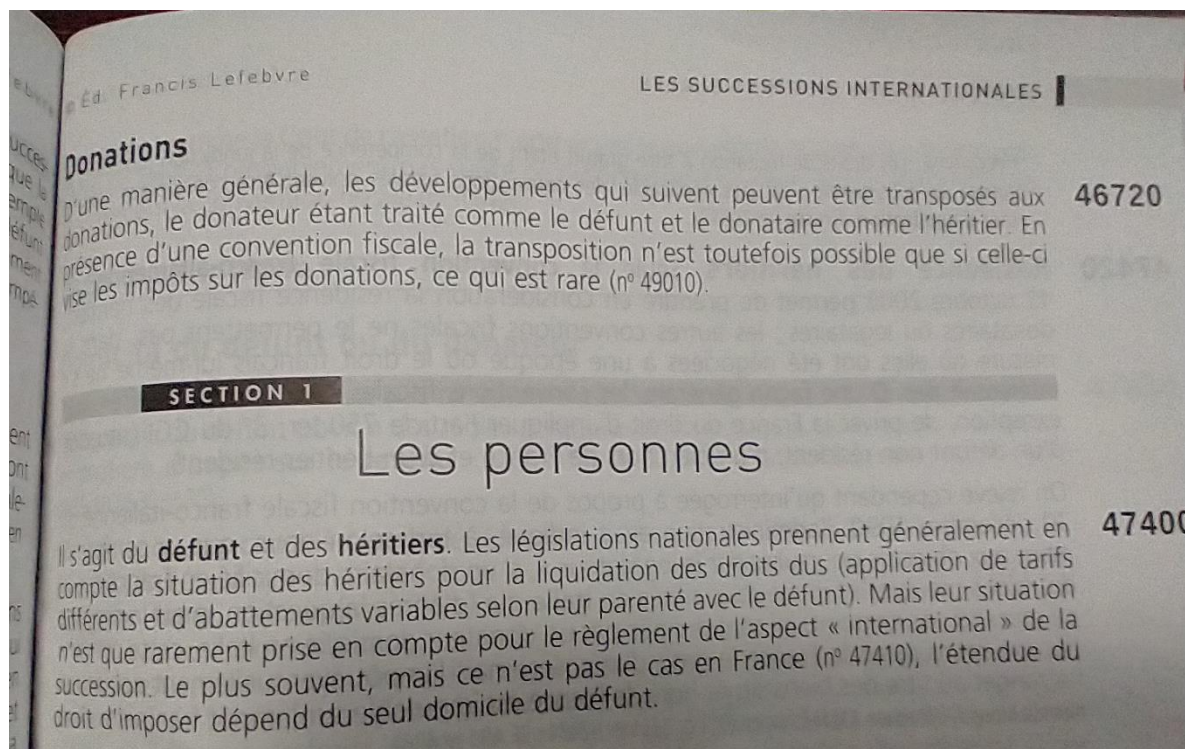 © Éd. Francis Lefebvre
LES SUCCESSIONS INTERNATIONALES
Donations
D'une manière générale, les développements qui suivent peuvent être transposés aux 46720
donations, le donateur étant traité comme le défunt et le donataire comme l'héritier. En
présence d'une convention fiscale, la transposition n'est toutefois possible que si celle-ci
vise les impôts sur les donations, ce qui est rare (nº 49010).
SECTION 1
Les personnes
Il s'agit du défunt et des héritiers. Les législations nationales prennent généralement en 47400
compte la situation des héritiers pour la liquidation des droits dus (application de tarifs
différents et d'abattements variables selon leur parenté avec le défunt). Mais leur situation
n'est que rarement prise en compte pour le règlement de l'aspect « international » de la
succession. Le plus souvent, mais ce n'est pas le cas en France (nº 47410), l'étendue du
droit d'imposer dépend du seul domicile du défunt.